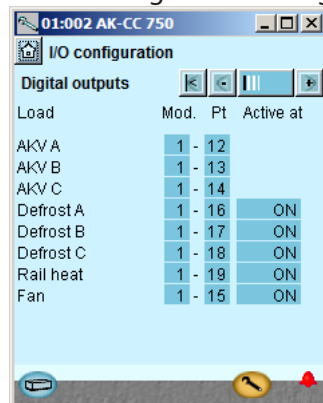 01:002 AK-CC 750
I/O configuration
Digital outputs
Load Mod. Pt Active at
AKV A 1 - 12
AKV B 1 - 13
AKV C 1 - 14
Defrost A 1 - 16 ON
Defrost B 1 - 17 ON
Defrost C 1 - 18 ON
Rail heat 1 - 19 ON
Fan 1 - 15 ON